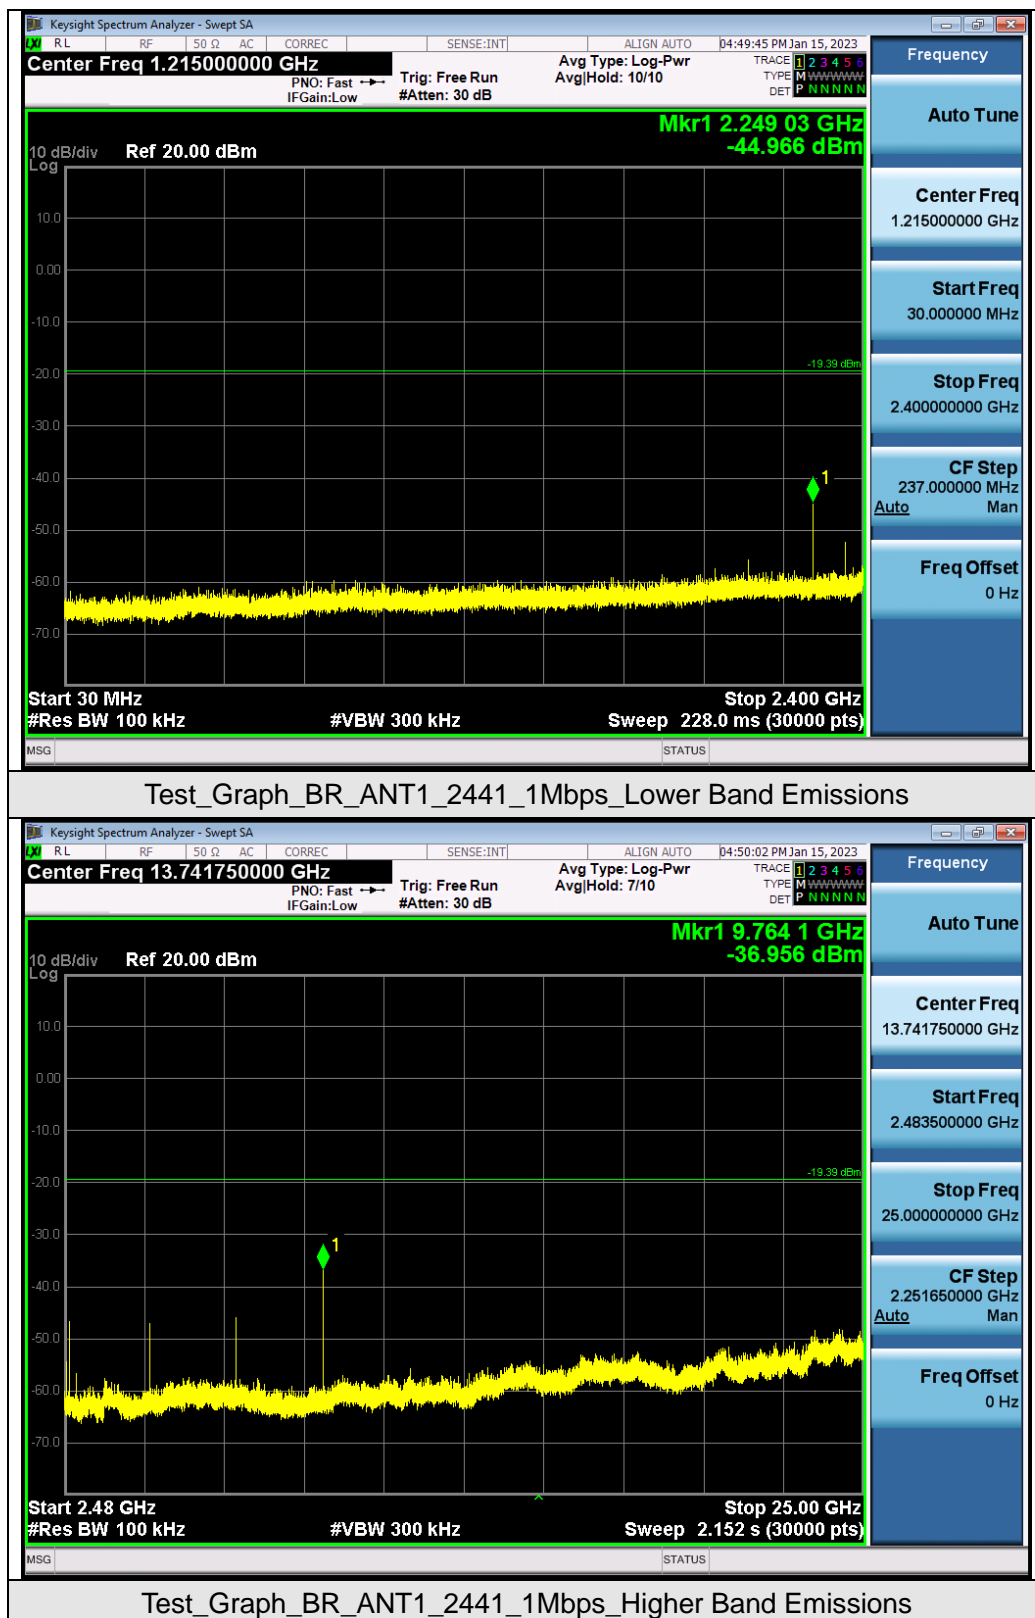 Keysight Spectrum Analyzer - Swept SA
LXI RL RF 50 Ω AC CORREC SENSE:INT ALIGN AUTO 04:49:45 PM Jan 15, 2023
Center Freq 1.215000000 GHz
PNO: Fast
IFGain:Low
Trig: Free Run
#Atten: 30 dB
Avg Type: Log-Pwr
Avg|Hold: 10/10
TRACE 1 2 3 4 5 6
TYPE M WWWWW
DET P N N N N N
Mkr1 2.249 03 GHz
-44.966 dBm
10 dB/div Ref 20.00 dBm
Log
10.0
0.00
-10.0
-19.39 dBm
-20.0
-30.0
-40.0
1
-50.0
-60.0
-70.0
Start 30 MHz Stop 2.400 GHz
#Res BW 100 kHz #VBW 300 kHz Sweep 228.0 ms (30000 pts)
MSG STATUS
Frequency
Auto Tune
Center Freq
1.215000000 GHz
Start Freq
30.000000 MHz
Stop Freq
2.400000000 GHz
CF Step
237.000000 MHz
Auto Man
Freq Offset
0 Hz
Test_Graph_BR_ANT1_2441_1Mbps_Lower Band Emissions
Keysight Spectrum Analyzer - Swept SA
LXI RL RF 50 Ω AC CORREC SENSE:INT ALIGN AUTO 04:50:02 PM Jan 15, 2023
Center Freq 13.741750000 GHz
PNO: Fast
IFGain:Low
Trig: Free Run
#Atten: 30 dB
Avg Type: Log-Pwr
Avg|Hold: 7/10
TRACE 1 2 3 4 5 6
TYPE M WWWWW
DET P N N N N N
Mkr1 9.764 1 GHz
-36.956 dBm
10 dB/div Ref 20.00 dBm
Log
10.0
0.00
-10.0
-19.39 dBm
-20.0
-30.0
1
-40.0
-50.0
-60.0
-70.0
Start 2.48 GHz Stop 25.00 GHz
#Res BW 100 kHz #VBW 300 kHz Sweep 2.152 s (30000 pts)
MSG STATUS
Frequency
Auto Tune
Center Freq
13.741750000 GHz
Start Freq
2.483500000 GHz
Stop Freq
25.000000000 GHz
CF Step
2.251650000 GHz
Auto Man
Freq Offset
0 Hz
Test_Graph_BR_ANT1_2441_1Mbps_Higher Band Emissions